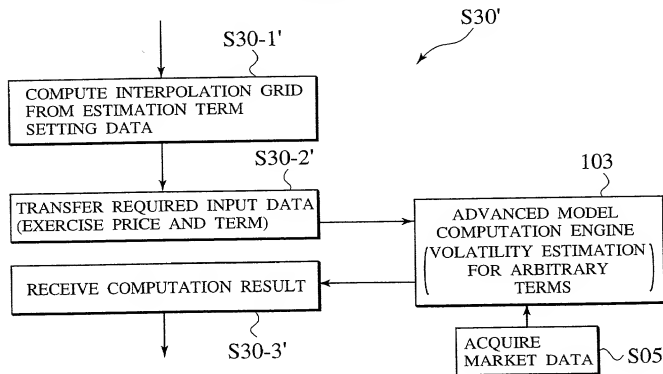 S30'
S30-1'
COMPUTE INTERPOLATION GRID
FROM ESTIMATION TERM
SETTING DATA
S30-2'
TRANSFER REQUIRED INPUT DATA
(EXERCISE PRICE AND TERM)
103
ADVANCED MODEL
COMPUTATION ENGINE
(VOLATILITY ESTIMATION
FOR ARBITRARY
TERMS)
RECEIVE COMPUTATION RESULT
S30-3'
ACQUIRE
MARKET DATA
S05